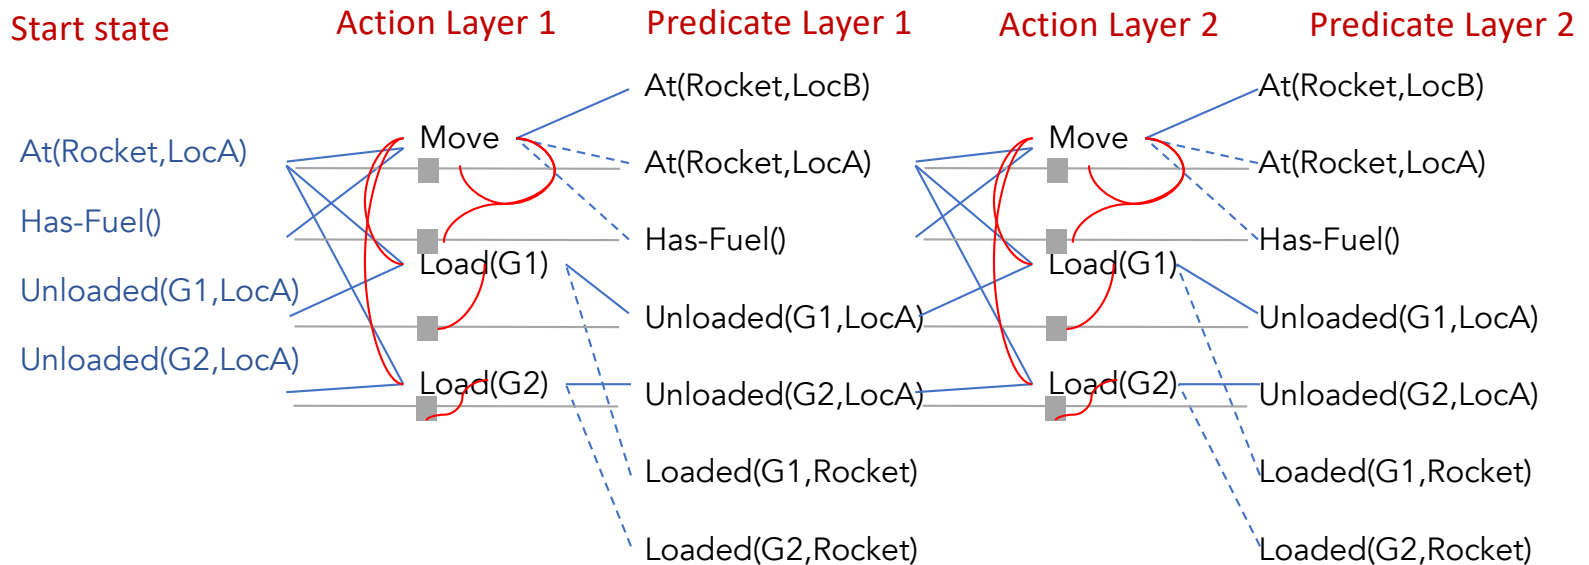 Start state
Action Layer 1
Predicate Layer 1
Action Layer 2
Predicate Layer 2
At(Rocket,LocA)
Has-Fuel()
Unloaded(G1,LocA)
Unloaded(G2,LocA)
Move
Load(G1)
Load(G2)
At(Rocket,LocB)
At(Rocket,LocA)
Has-Fuel()
Unloaded(G1,LocA)
Unloaded(G2,LocA)
Loaded(G1,Rocket)
Loaded(G2,Rocket)
Move
Load(G1)
Load(G2)
At(Rocket,LocB)
At(Rocket,LocA)
Has-Fuel()
Unloaded(G1,LocA)
Unloaded(G2,LocA)
Loaded(G1,Rocket)
Loaded(G2,Rocket)